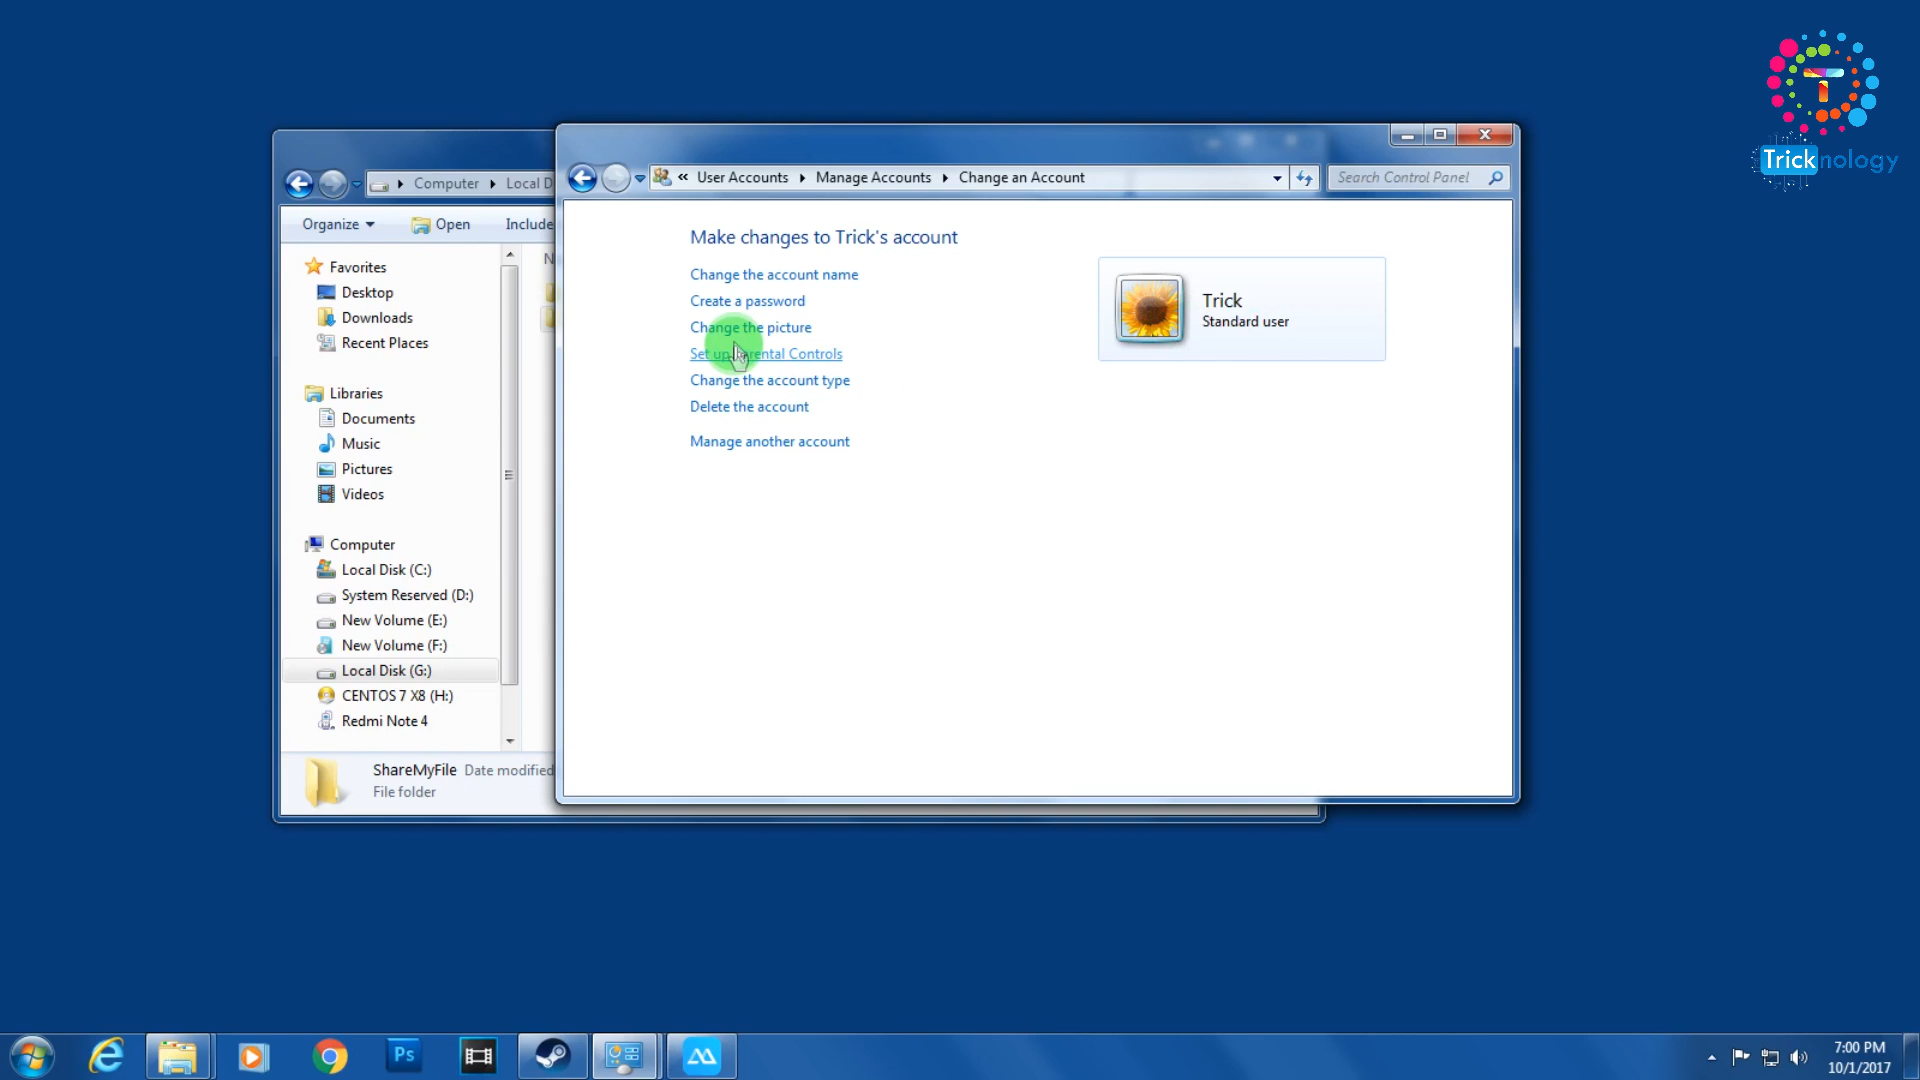 Tricknology
Computer Local D
Organize Open Include
Favorites
Desktop
Downloads
Recent Places
Libraries
Documents
Music
Pictures
Videos
Computer
Local Disk (C:)
System Reserved (D:)
New Volume (E:)
New Volume (F:)
Local Disk (G:)
CENTOS 7 X8 (H:)
Redmi Note 4
N
ShareMyFile Date modified
File folder
« User Accounts Manage Accounts Change an Account
Search Control Panel
Make changes to Trick's account
Change the account name
Create a password
Change the picture
Set up Parental Controls
Change the account type
Delete the account
Manage another account
Trick
Standard user
Ps
7:00 PM
10/1/2017